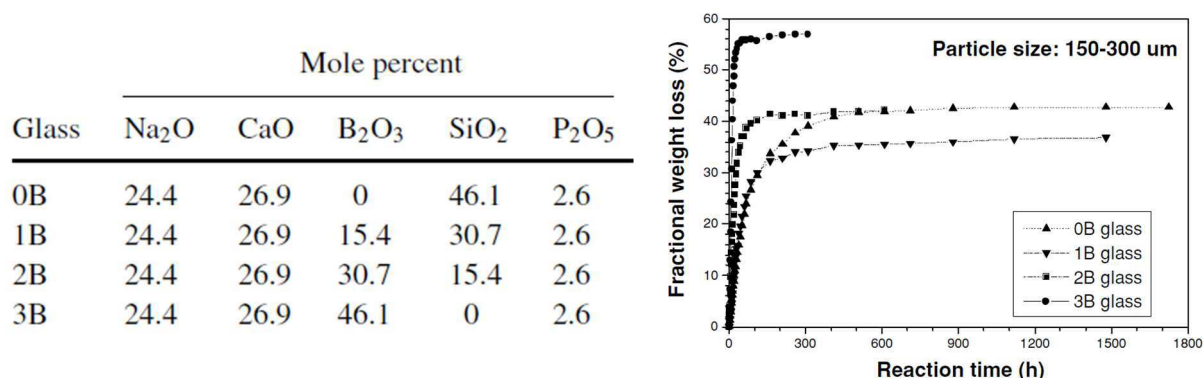 Mole percent
Glass Na₂O CaO B₂O₃ SiO₂ P₂O₅
0B 24.4 26.9 0 46.1 2.6
1B 24.4 26.9 15.4 30.7 2.6
2B 24.4 26.9 30.7 15.4 2.6
3B 24.4 26.9 46.1 0 2.6
Fractional weight loss (%)
60
50
40
30
20
10
0
Particle size: 150-300 um
0B glass
1B glass
2B glass
3B glass
0 300 600 900 1200 1500 1800
Reaction time (h)